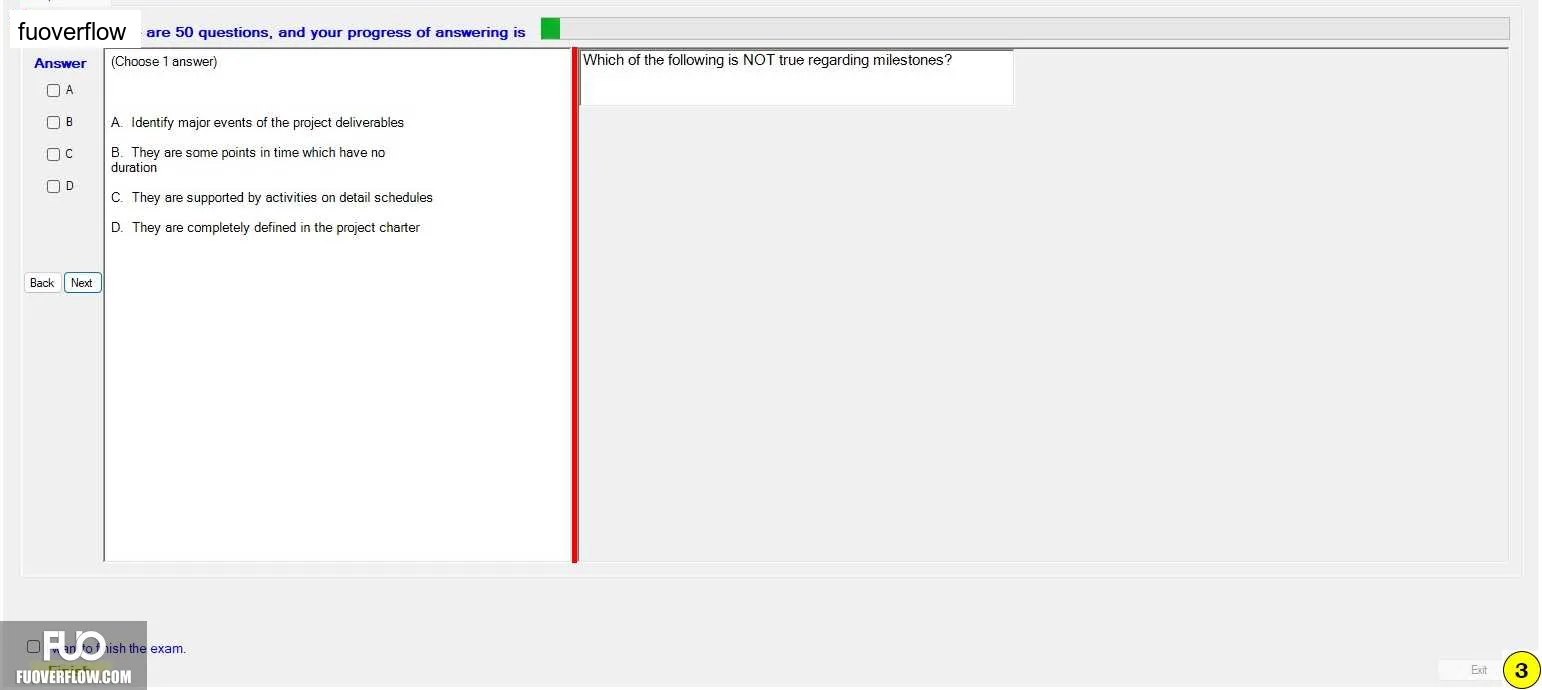 fuoverflow are 50 questions, and your progress of answering is
Answer
A
B
C
D
Back Next
(Choose 1 answer)
A. Identify major events of the project deliverables
B. They are some points in time which have no
duration
C. They are supported by activities on detail schedules
D. They are completely defined in the project charter
Which of the following is NOT true regarding milestones?
FUO
to finish the exam.
Finish
FUOVERFLOW.COM
Exit
3